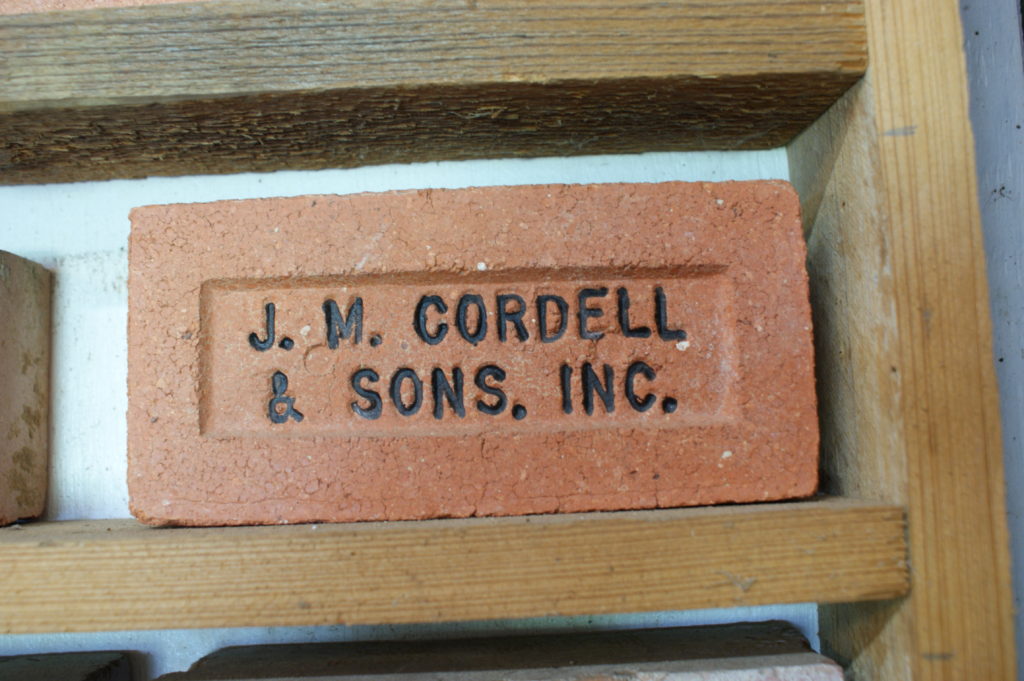 J. M. CORDELL
& SONS. INC.